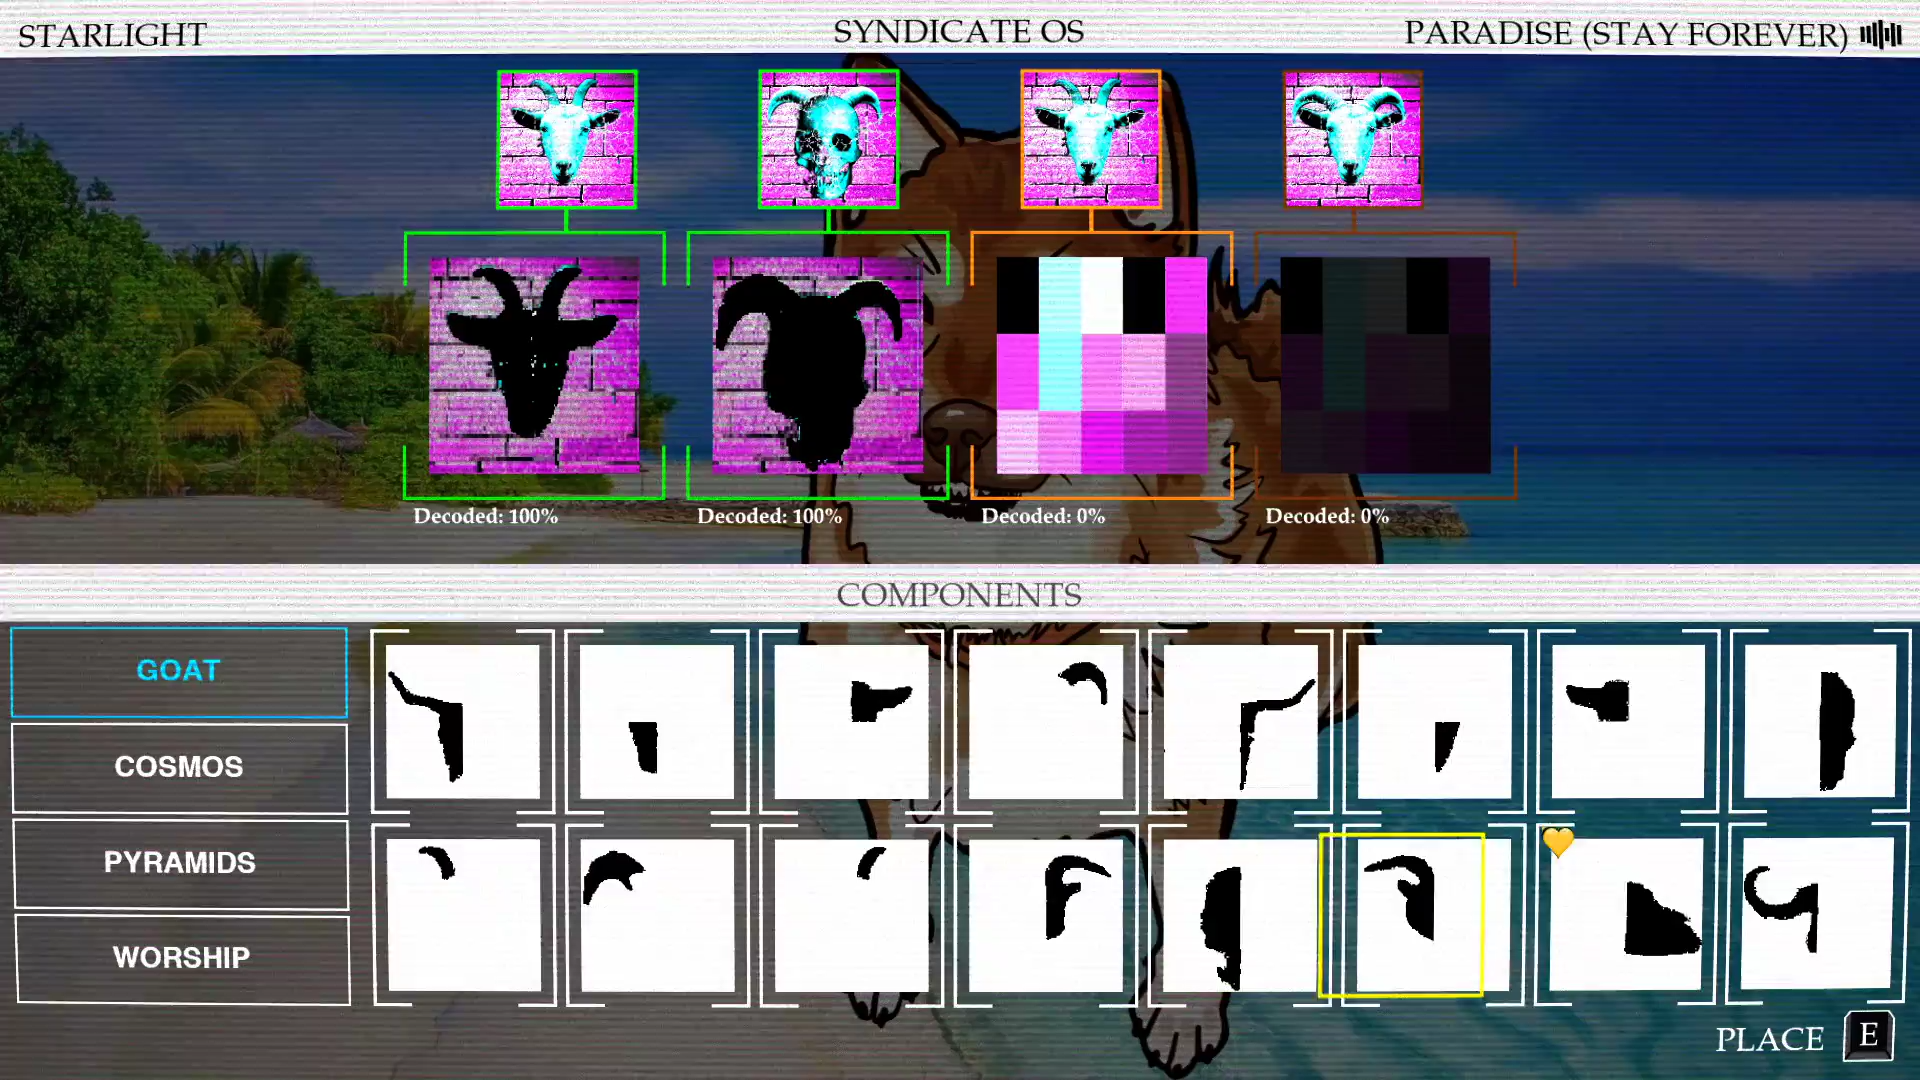 STARLIGHT
SYNDICATE OS
PARADISE (STAY FOREVER)
Decoded: 100%
Decoded: 100%
Decoded: 0%
Decoded: 0%
COMPONENTS
GOAT
COSMOS
PYRAMIDS
WORSHIP
PLACE E